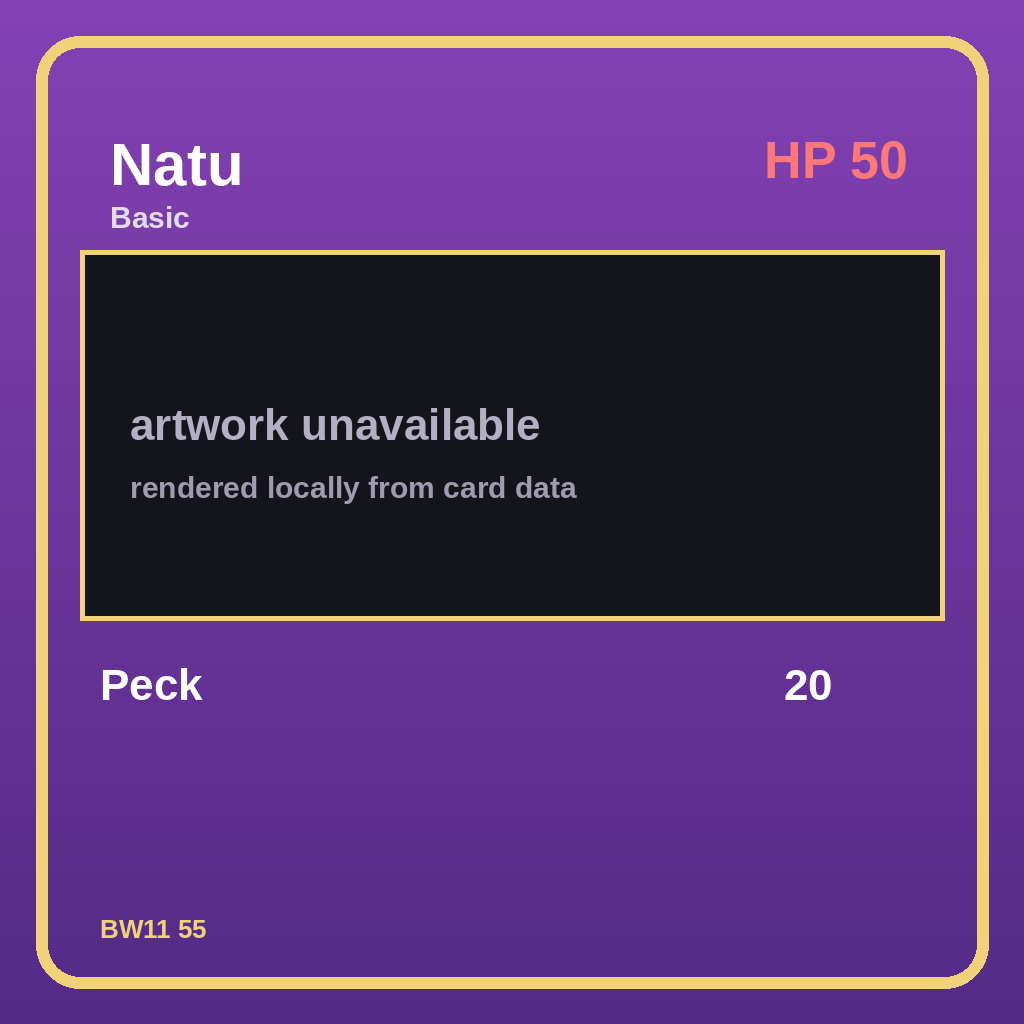 Natu
HP 50
Basic
artwork unavailable
rendered locally from card data
Peck
20
BW11 55